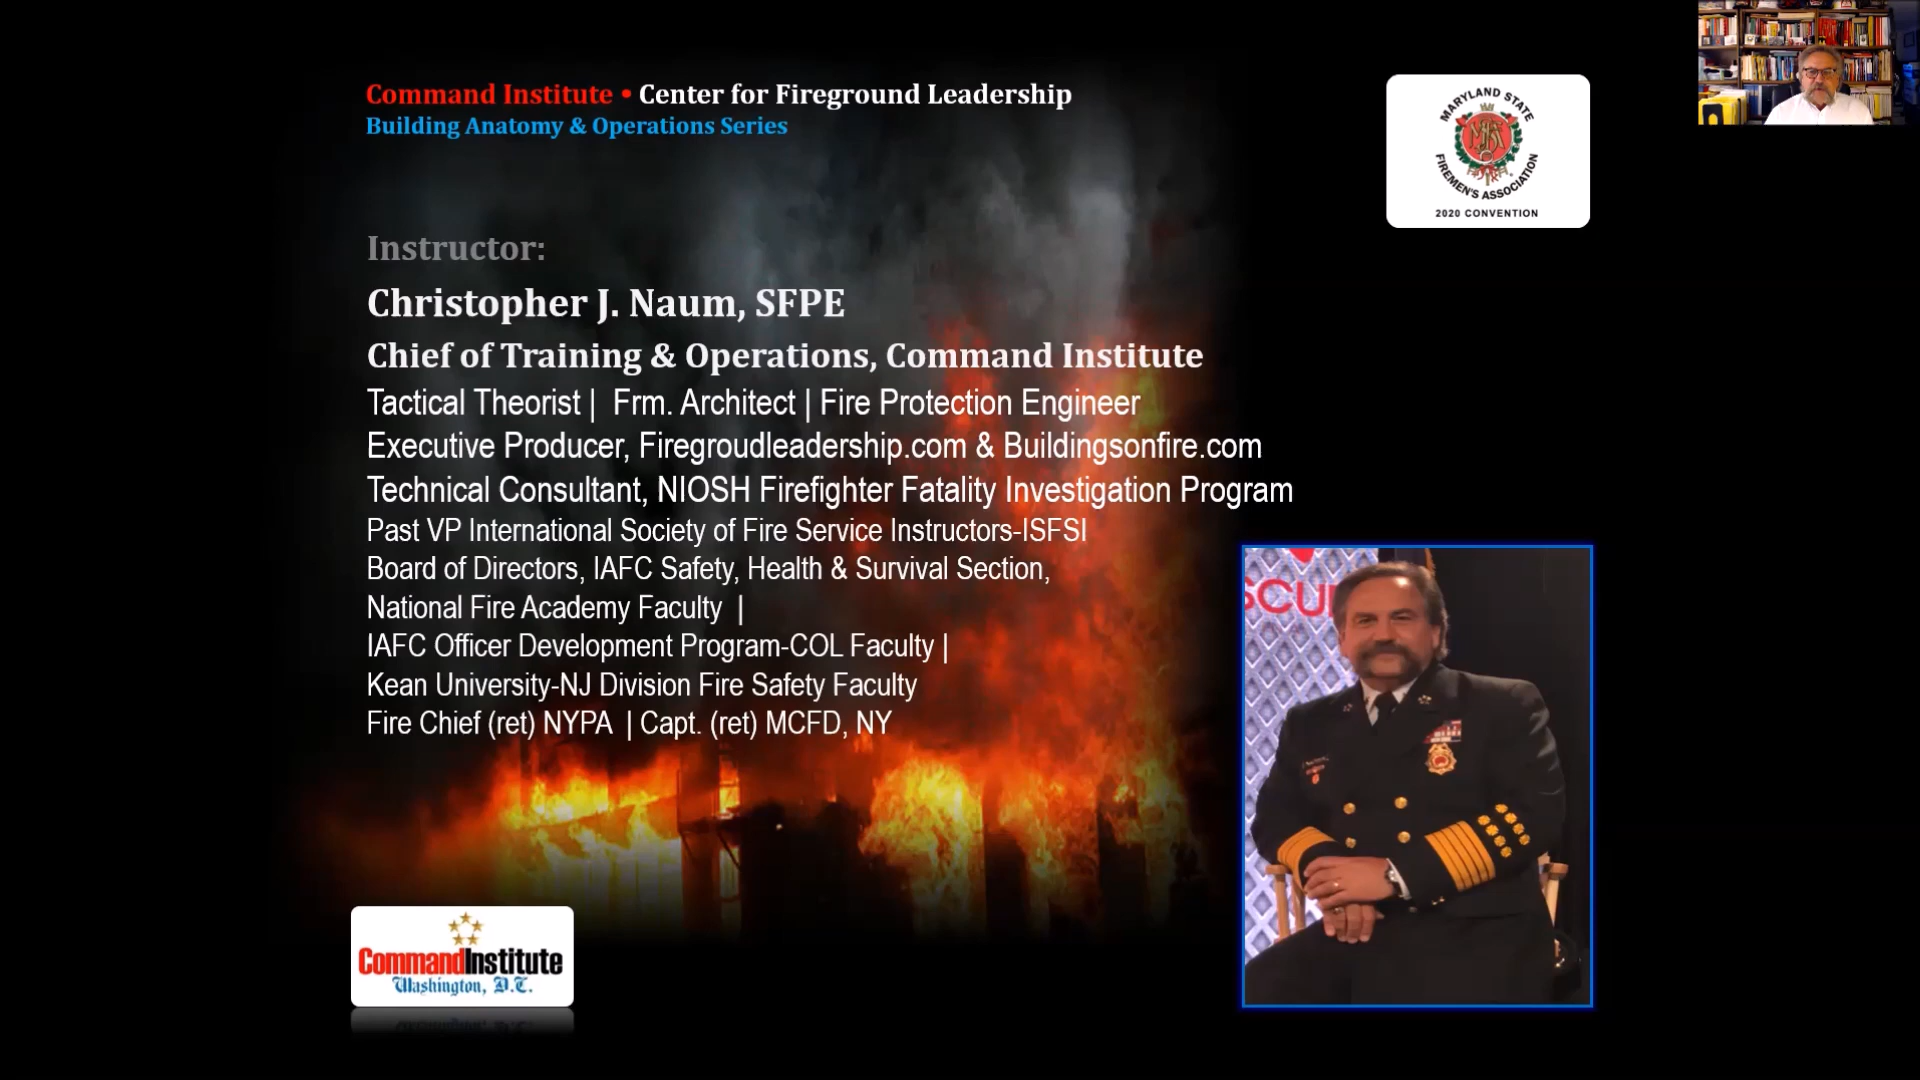 Command Institute • Center for Fireground Leadership
Building Anatomy & Operations Series
MARYLAND STATE
FIREMEN'S ASSOCIATION
2020 CONVENTION
Instructor:
Christopher J. Naum, SFPE
Chief of Training & Operations, Command Institute
Tactical Theorist | Frm. Architect | Fire Protection Engineer
Executive Producer, Firegroudleadership.com & Buildingsonfire.com
Technical Consultant, NIOSH Firefighter Fatality Investigation Program
Past VP International Society of Fire Service Instructors-ISFSI
Board of Directors, IAFC Safety, Health & Survival Section,
National Fire Academy Faculty |
IAFC Officer Development Program-COL Faculty |
Kean University-NJ Division Fire Safety Faculty
Fire Chief (ret) NYPA | Capt. (ret) MCFD, NY
SCU
CommandInstitute
Washington, D.C.